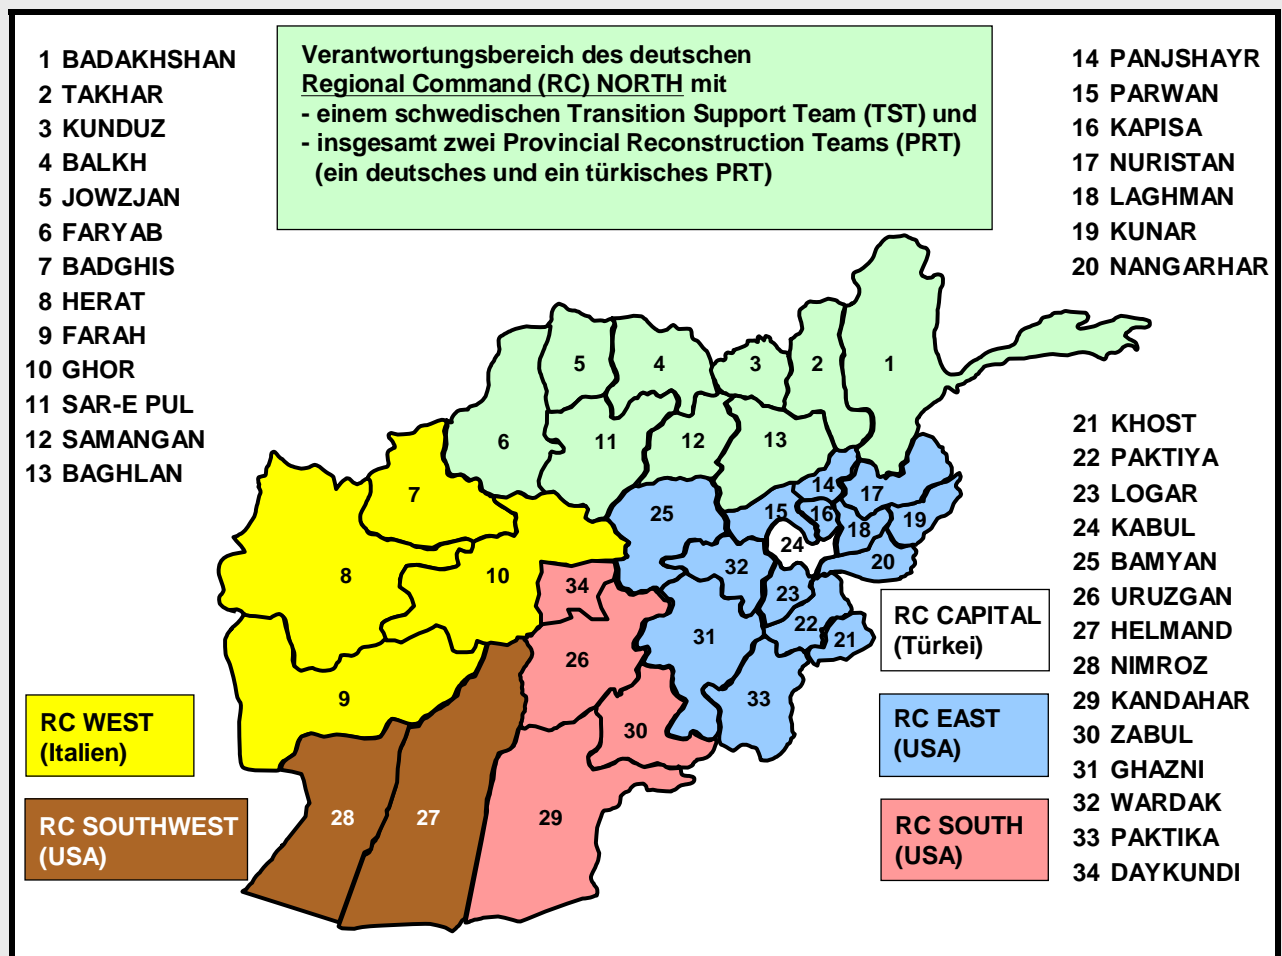 1 BADAKHSHAN
2 TAKHAR
3 KUNDUZ
4 BALKH
5 JOWZJAN
6 FARYAB
7 BADGHIS
8 HERAT
9 FARAH
10 GHOR
11 SAR-E PUL
12 SAMANGAN
13 BAGHLAN
Verantwortungsbereich des deutschen
Regional Command (RC) NORTH mit
- einem schwedischen Transition Support Team (TST) und
- insgesamt zwei Provincial Reconstruction Teams (PRT)
(ein deutsches und ein türkisches PRT)
14 PANJSHAYR
15 PARWAN
16 KAPISA
17 NURISTAN
18 LAGHMAN
19 KUNAR
20 NANGARHAR
21 KHOST
22 PAKTIYA
23 LOGAR
24 KABUL
25 BAMYAN
26 URUZGAN
27 HELMAND
28 NIMROZ
29 KANDAHAR
30 ZABUL
31 GHAZNI
32 WARDAK
33 PAKTIKA
34 DAYKUNDI
5
4
3
2
1
6
11
12
13
7
14
17
25
15
16
18
19
24
20
8
10
34
32
23
22
21
31
26
9
33
30
28
27
29
RC CAPITAL
(Türkei)
RC WEST
(Italien)
RC EAST
(USA)
RC SOUTHWEST
(USA)
RC SOUTH
(USA)